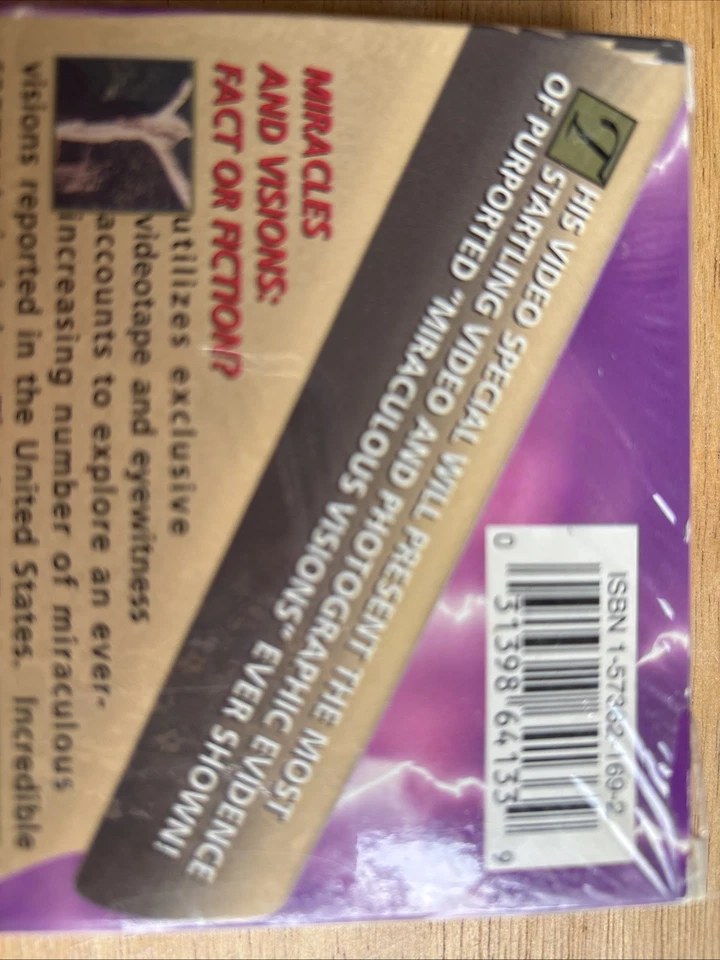 THIS VIDEO SPECIAL WILL PRESENT THE MOST
STARTLING VIDEO AND PHOTOGRAPHIC EVIDENCE
OF PURPORTED "MIRACULOUS VISIONS" EVER SHOWN!
ISBN 1-57362-169-2
0 31398 64133 9
MIRACLES
AND VISIONS:
FACT OR FICTION?
utilizes exclusive
videotape and eyewitness
accounts to explore an ever-
increasing number of miraculous
visions reported in the United States. Incredible